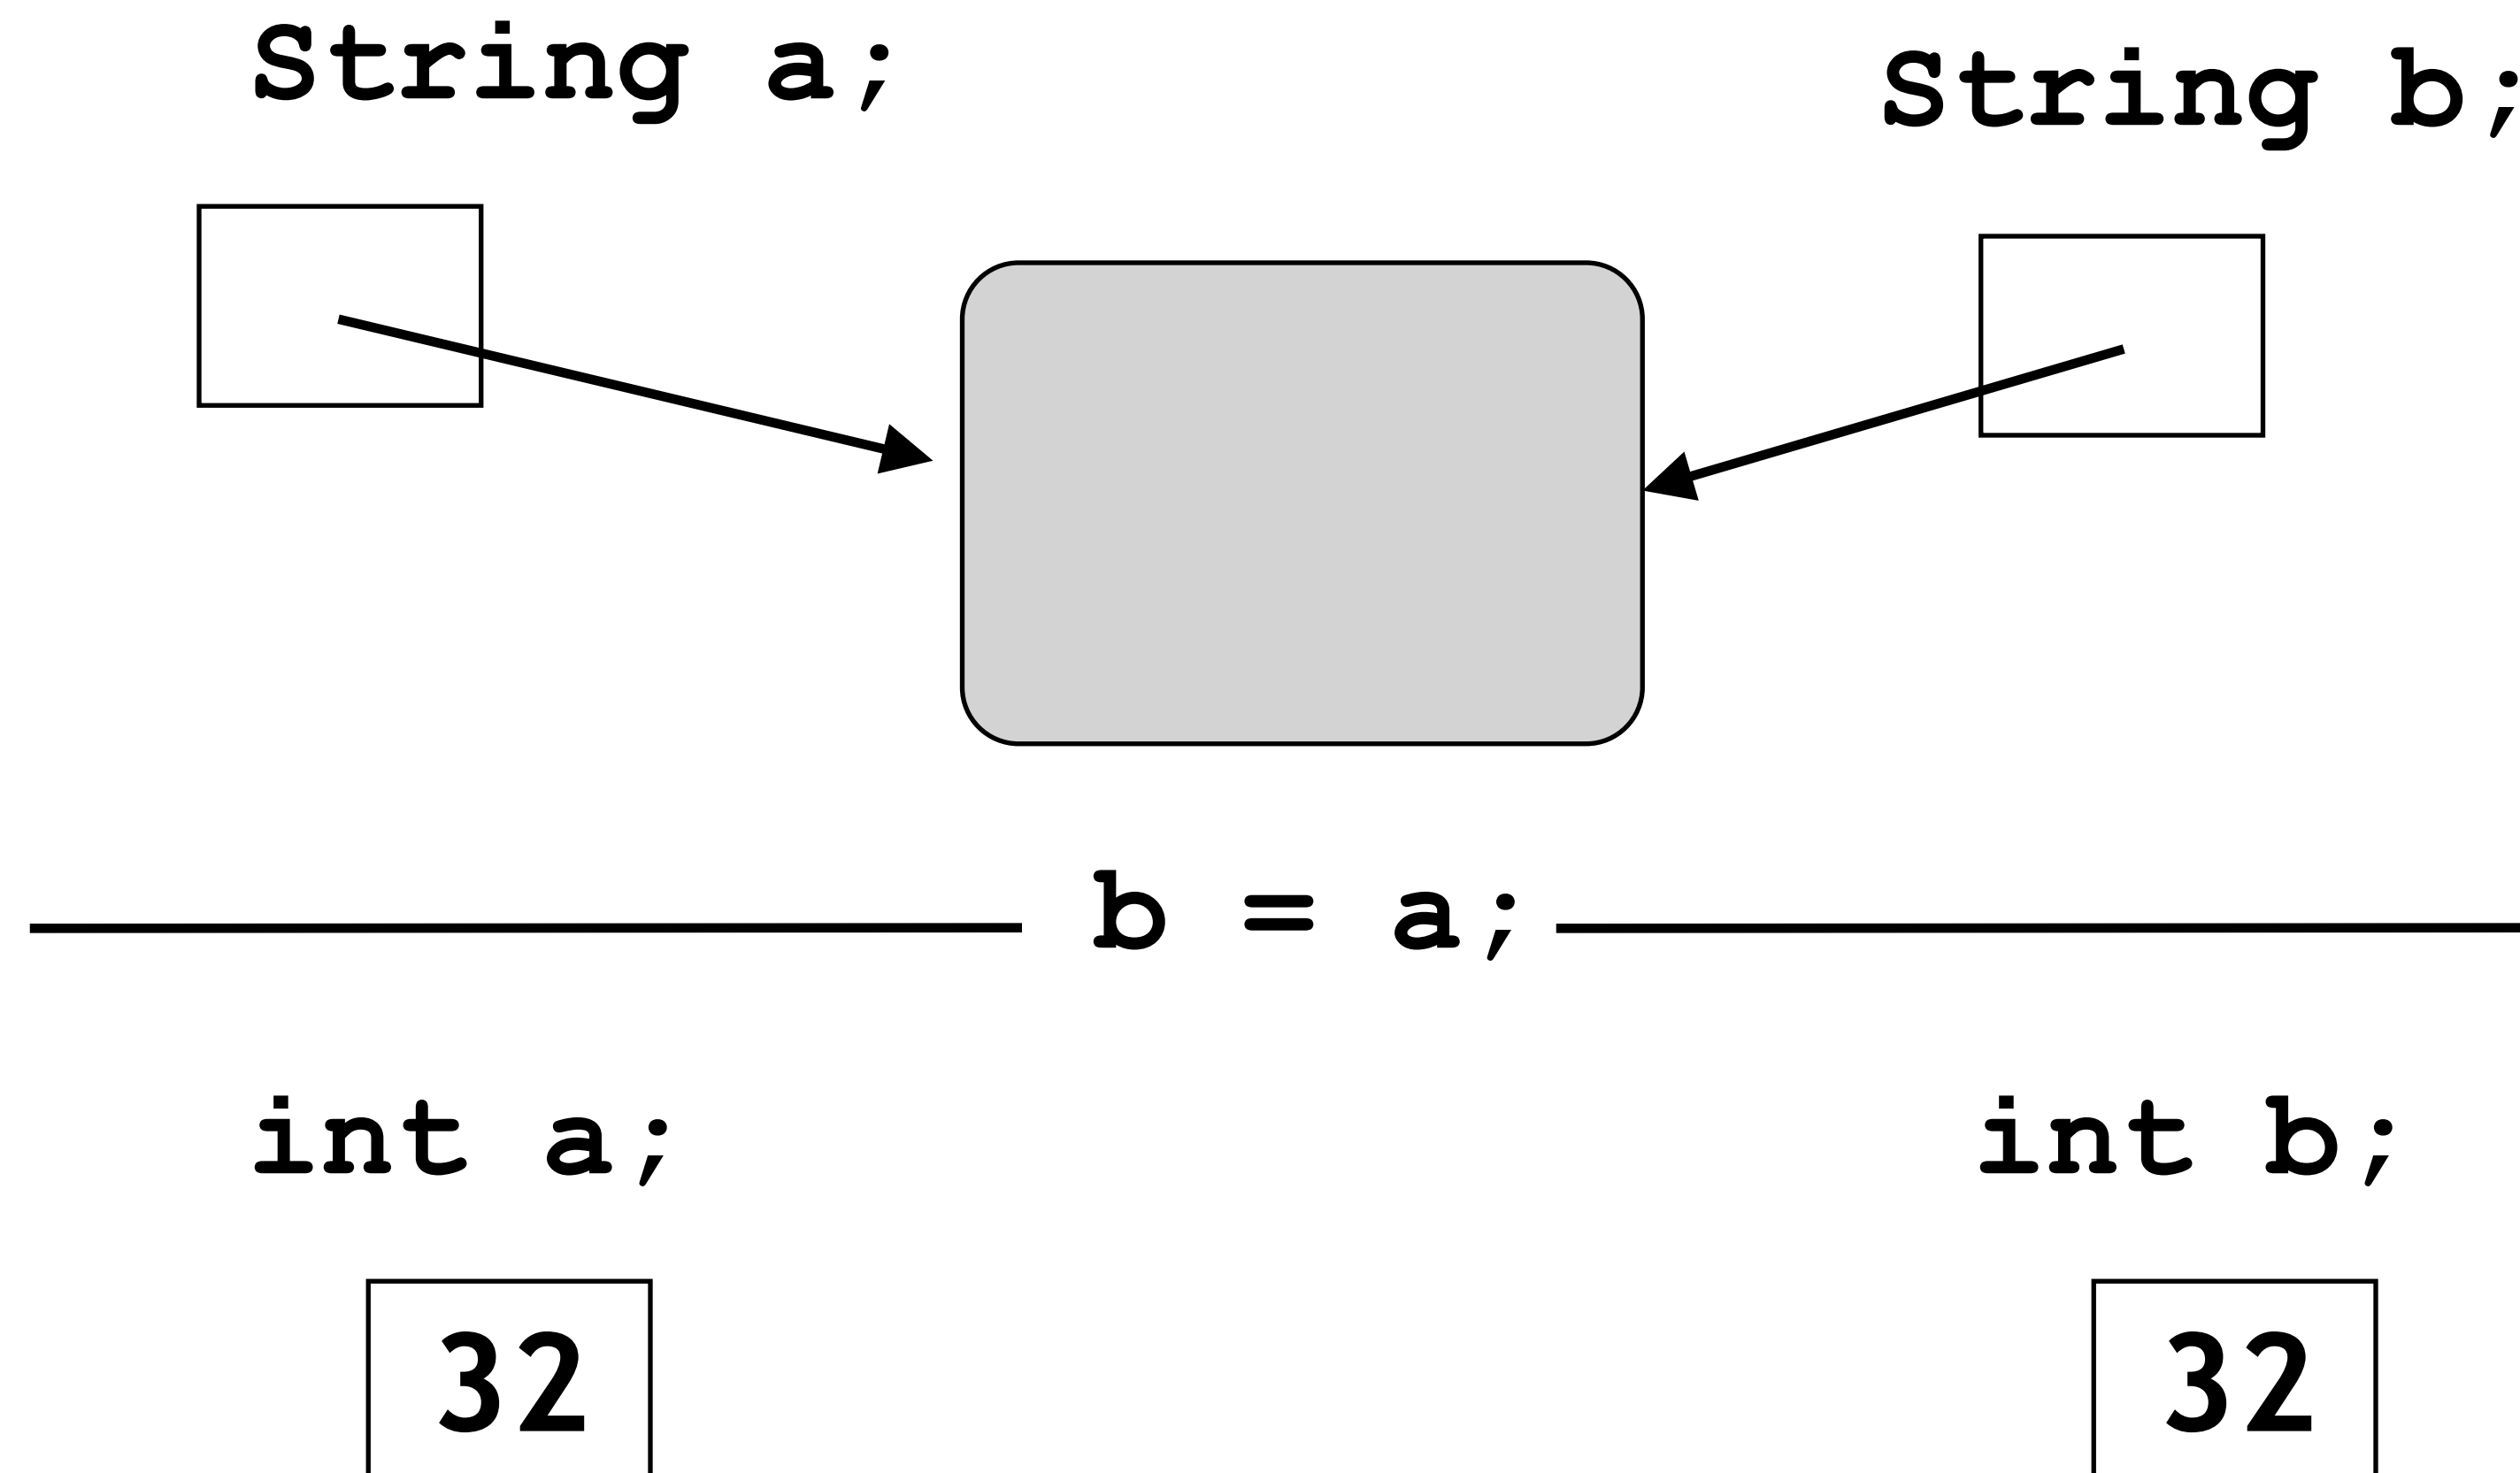 String a;
String b;
b = a;
int a;
int b;
32
32